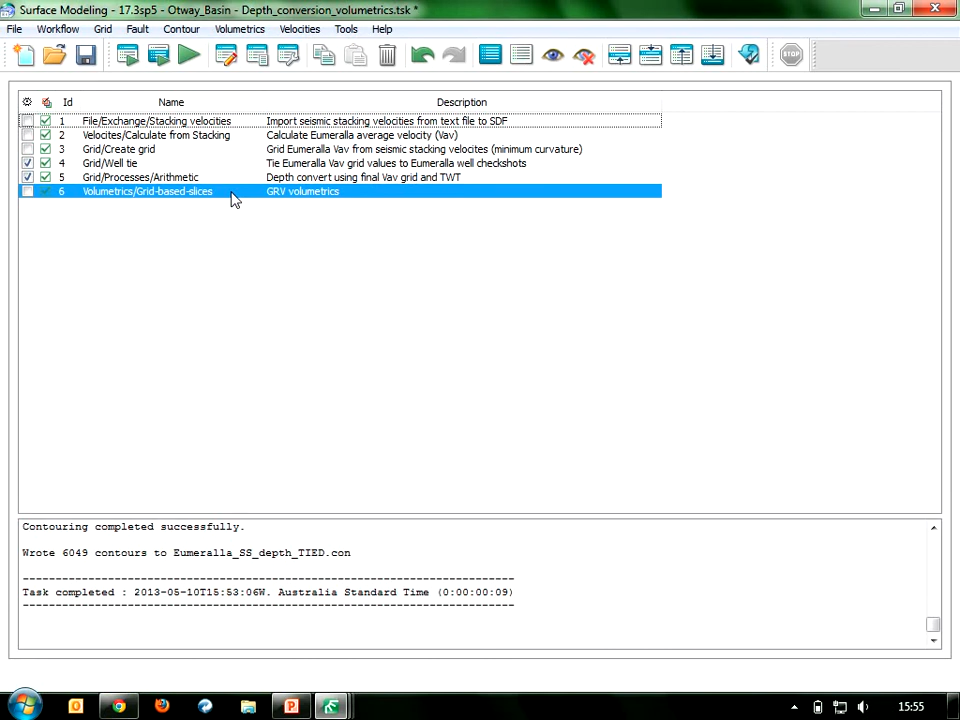 Surface Modeling - 17.3sp5 - Otway_Basin - Depth_conversion_volumetrics.tsk *
File Workflow Grid Fault Contour Volumetrics Velocities Tools Help
STOP
Id Name Description
1 File/Exchange/Stacking velocities Import seismic stacking velocities from text file to SDF
2 Velocites/Calculate from Stacking Calculate Eumeralla average velocity (Vav)
3 Grid/Create grid Grid Eumeralla Vav from seismic stacking velocites (minimum curvature)
4 Grid/Well tie Tie Eumeralla Vav grid values to Eumeralla well checkshots
5 Grid/Processes/Arithmetic Depth convert using final Vav grid and TWT
6 Volumetrics/Grid-based-slices GRV volumetrics
Contouring completed successfully.
Wrote 6049 contours to Eumeralla_SS_depth_TIED.con
--------------------------------------------------------------------------
Task completed : 2013-05-10T15:53:06W. Australia Standard Time (0:00:00:09)
--------------------------------------------------------------------------
15:55